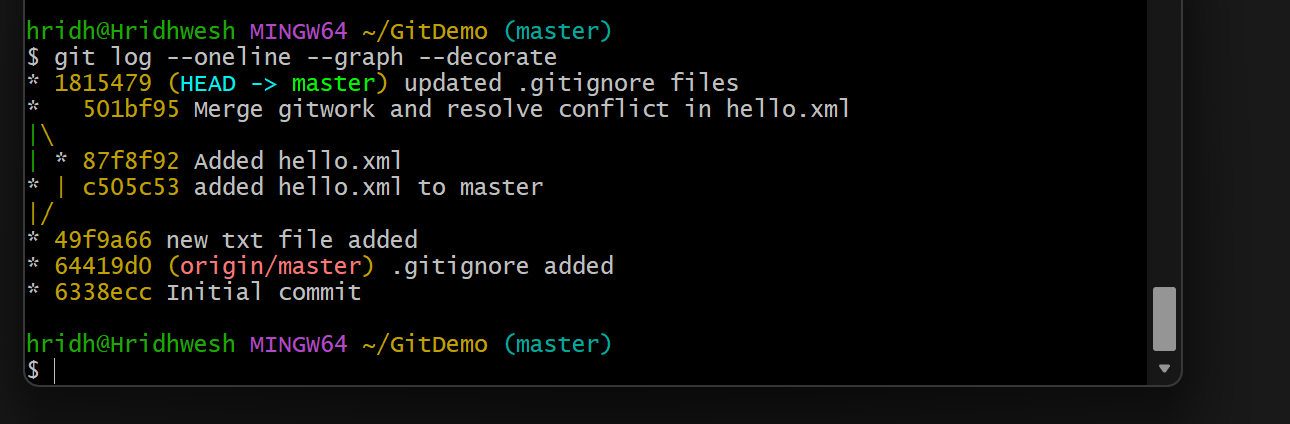 hridh@Hridhwesh MINGW64 ~/GitDemo (master)
$ git log --oneline --graph --decorate
* 1815479 (HEAD -> master) updated .gitignore files
*   501bf95 Merge gitwork and resolve conflict in hello.xml
|\
| * 87f8f92 Added hello.xml
* | c505c53 added hello.xml to master
|/
* 49f9a66 new txt file added
* 64419d0 (origin/master) .gitignore added
* 6338ecc Initial commit

hridh@Hridhwesh MINGW64 ~/GitDemo (master)
$